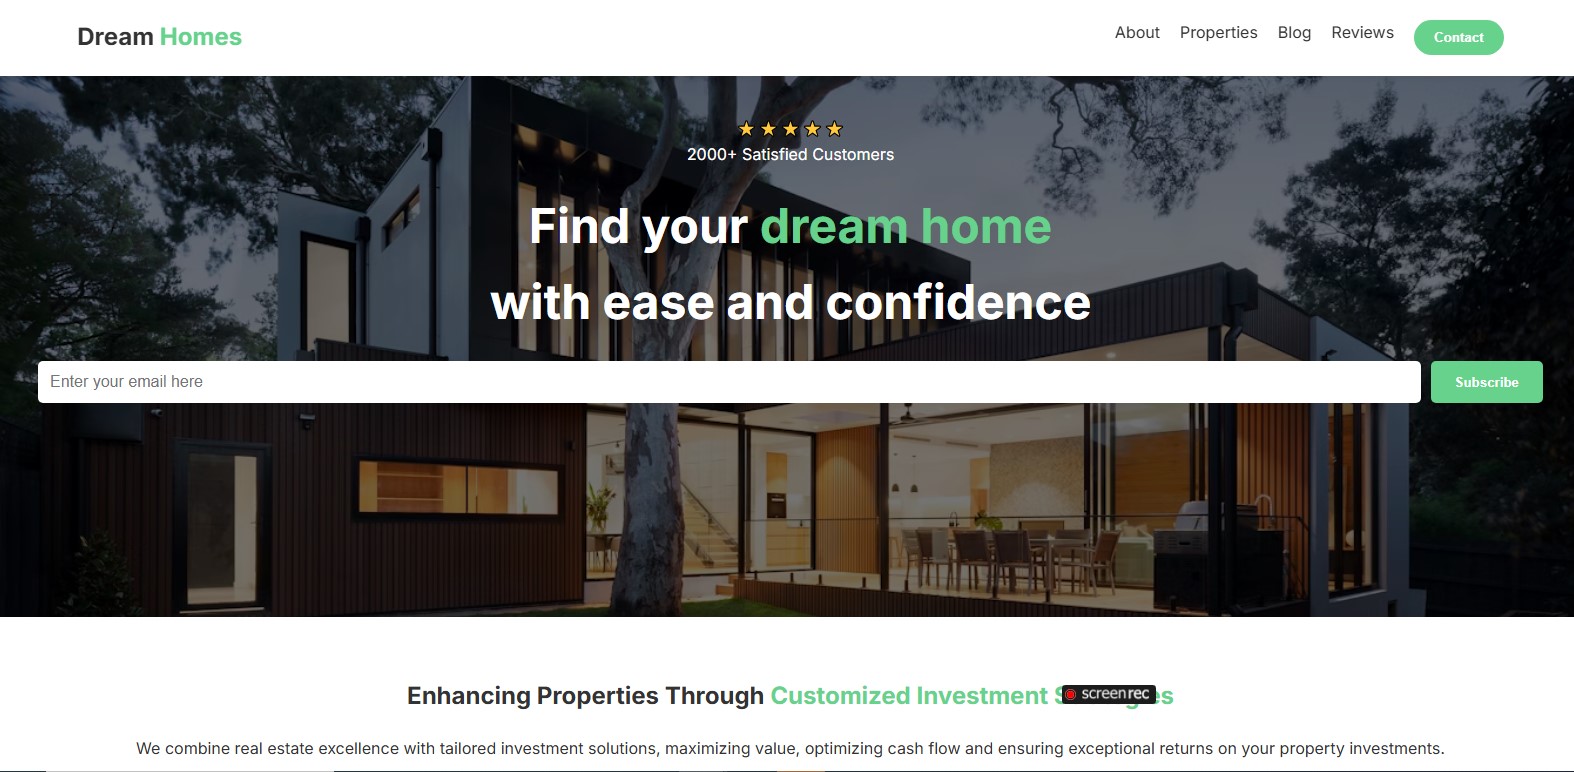 Dream Homes
About Properties Blog Reviews Contact
2000+ Satisfied Customers
Find your dream home
with ease and confidence
Enter your email here Subscribe
Enhancing Properties Through Customized Investment
screenrec
We combine real estate excellence with tailored investment solutions, maximizing value, optimizing cash flow and ensuring exceptional returns on your property investments.